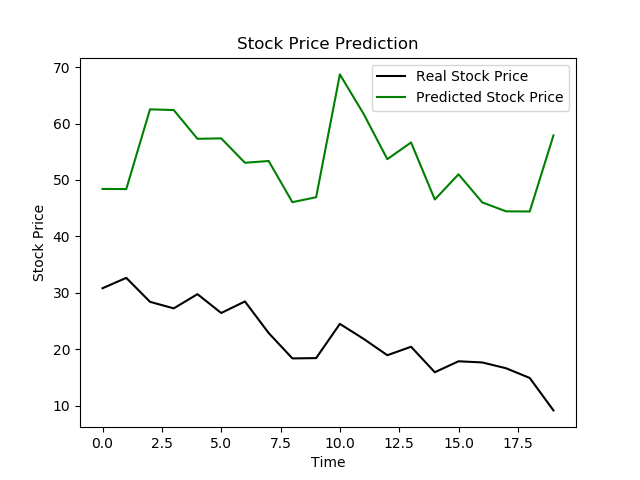 Stock Price Prediction
Real Stock Price
Predicted Stock Price
70
60
50
40
30
20
10
Stock Price
0.0 2.5 5.0 7.5 10.0 12.5 15.0 17.5
Time